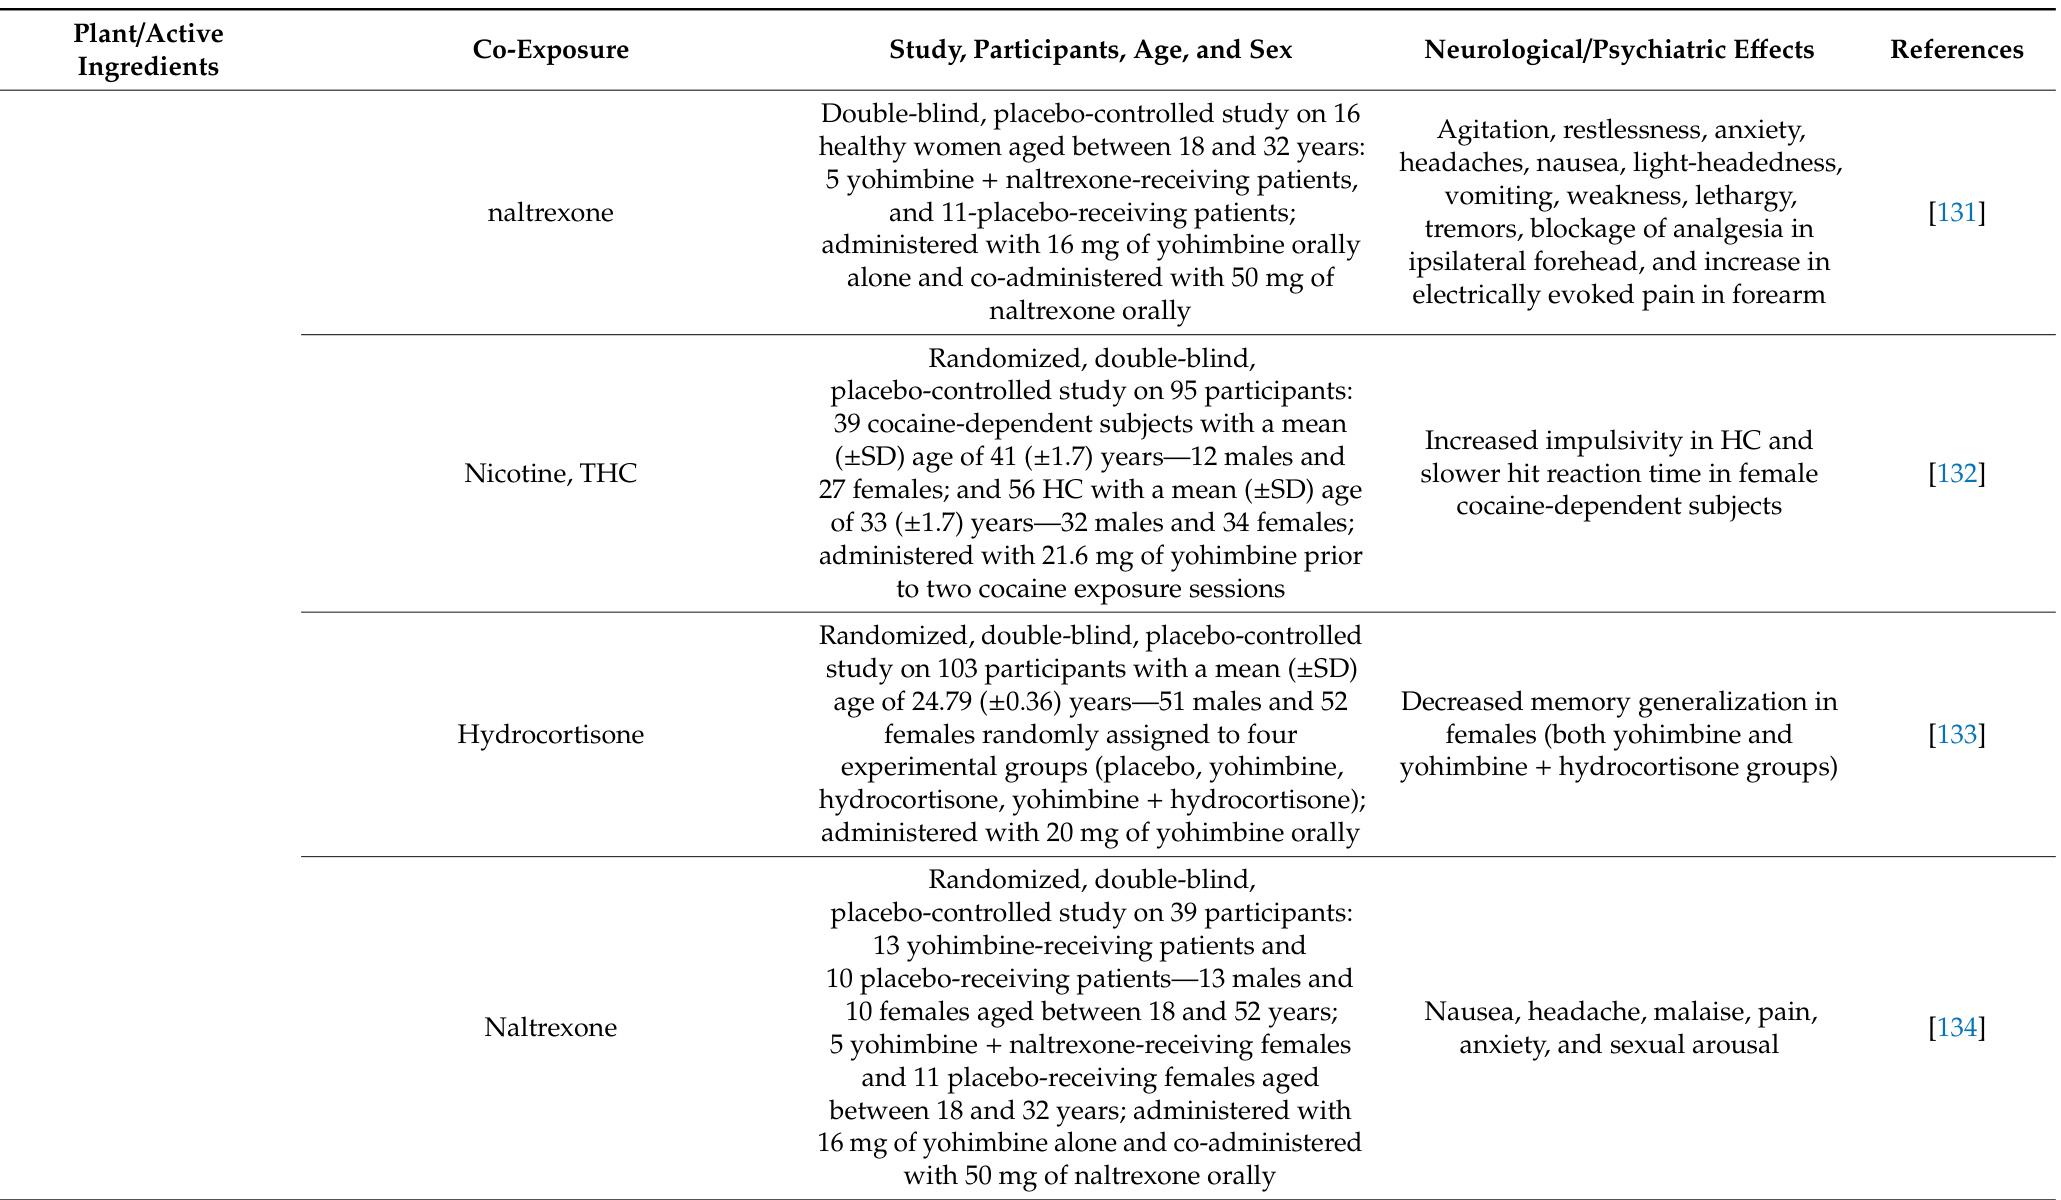 Plant/Active
Ingredients
Co-Exposure
Study, Participants, Age, and Sex
Neurological/Psychiatric Effects
References
naltrexone
Double-blind, placebo-controlled study on 16
healthy women aged between 18 and 32 years:
5 yohimbine + naltrexone-receiving patients,
and 11-placebo-receiving patients;
administered with 16 mg of yohimbine orally
alone and co-administered with 50 mg of
naltrexone orally
Agitation, restlessness, anxiety,
headaches, nausea, light-headedness,
vomiting, weakness, lethargy,
tremors, blockage of analgesia in
ipsilateral forehead, and increase in
electrically evoked pain in forearm
[131]
Nicotine, THC
Randomized, double-blind,
placebo-controlled study on 95 participants:
39 cocaine-dependent subjects with a mean
(±SD) age of 41 (±1.7) years—12 males and
27 females; and 56 HC with a mean (±SD) age
of 33 (±1.7) years—32 males and 34 females;
administered with 21.6 mg of yohimbine prior
to two cocaine exposure sessions
Increased impulsivity in HC and
slower hit reaction time in female
cocaine-dependent subjects
[132]
Hydrocortisone
Randomized, double-blind, placebo-controlled
study on 103 participants with a mean (±SD)
age of 24.79 (±0.36) years—51 males and 52
females randomly assigned to four
experimental groups (placebo, yohimbine,
hydrocortisone, yohimbine + hydrocortisone);
administered with 20 mg of yohimbine orally
Decreased memory generalization in
females (both yohimbine and
yohimbine + hydrocortisone groups)
[133]
Naltrexone
Randomized, double-blind,
placebo-controlled study on 39 participants:
13 yohimbine-receiving patients and
10 placebo-receiving patients—13 males and
10 females aged between 18 and 52 years;
5 yohimbine + naltrexone-receiving females
and 11 placebo-receiving females aged
between 18 and 32 years; administered with
16 mg of yohimbine alone and co-administered
with 50 mg of naltrexone orally
Nausea, headache, malaise, pain,
anxiety, and sexual arousal
[134]